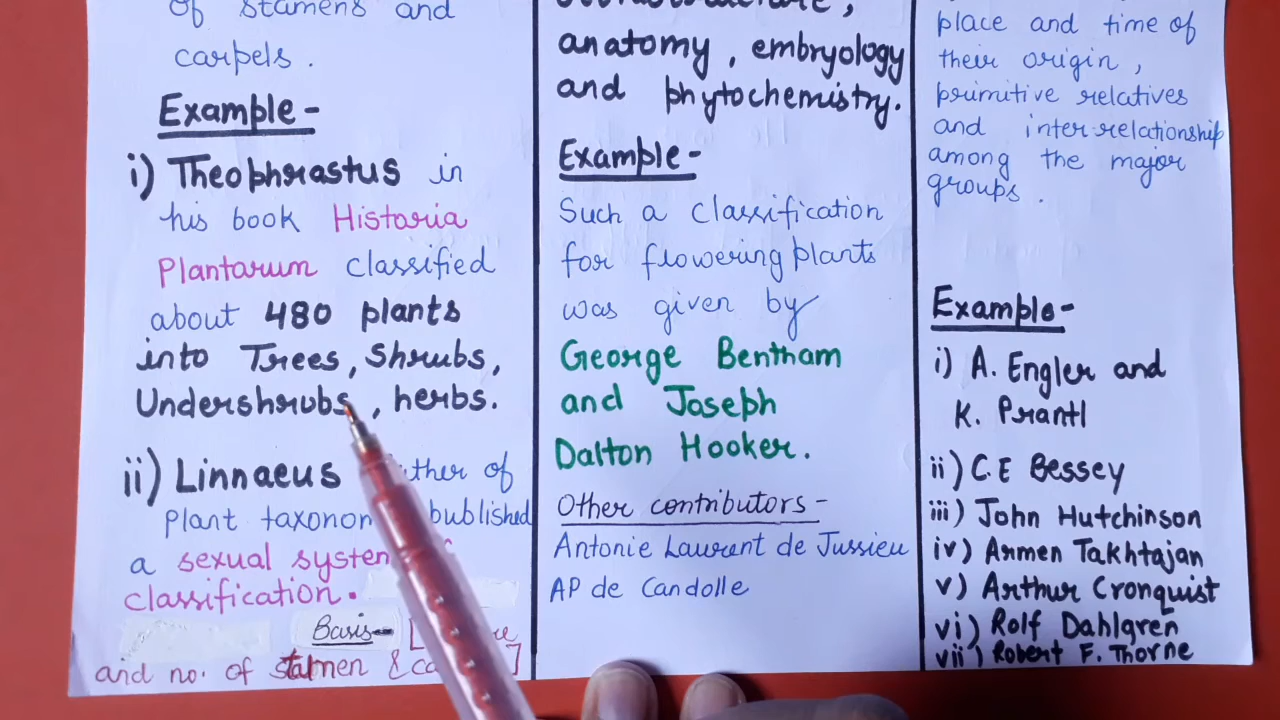 of stamens and
carpels.
Example-
i) Theophrastus in
his book Historia
Plantarum classified
about 480 plants
into Trees, Shrubs,
Undershrubs, herbs.
ii) Linnaeus of
plant published
a sexual
classification.
Basis- [
and no. of stamen & ]
anatomy, embryology
and phytochemistry.
Example-
Such a classification
for flowering plants
was given by
George Bentham
and Joseph
Dalton Hooker.
Other contributors-
Antonie Laurent de Jussieu
AP de Candolle
place and time of
their origin,
primitive relatives
and inter-relationship
among the major
groups.
Example-
i) A. Engler and
K. Prantl
ii) C.E Bessey
iii) John Hutchinson
iv) Armen Takhtajan
v) Arthur Cronquist
vi) Rolf Dahlgren
vii) Robert F. Thorne